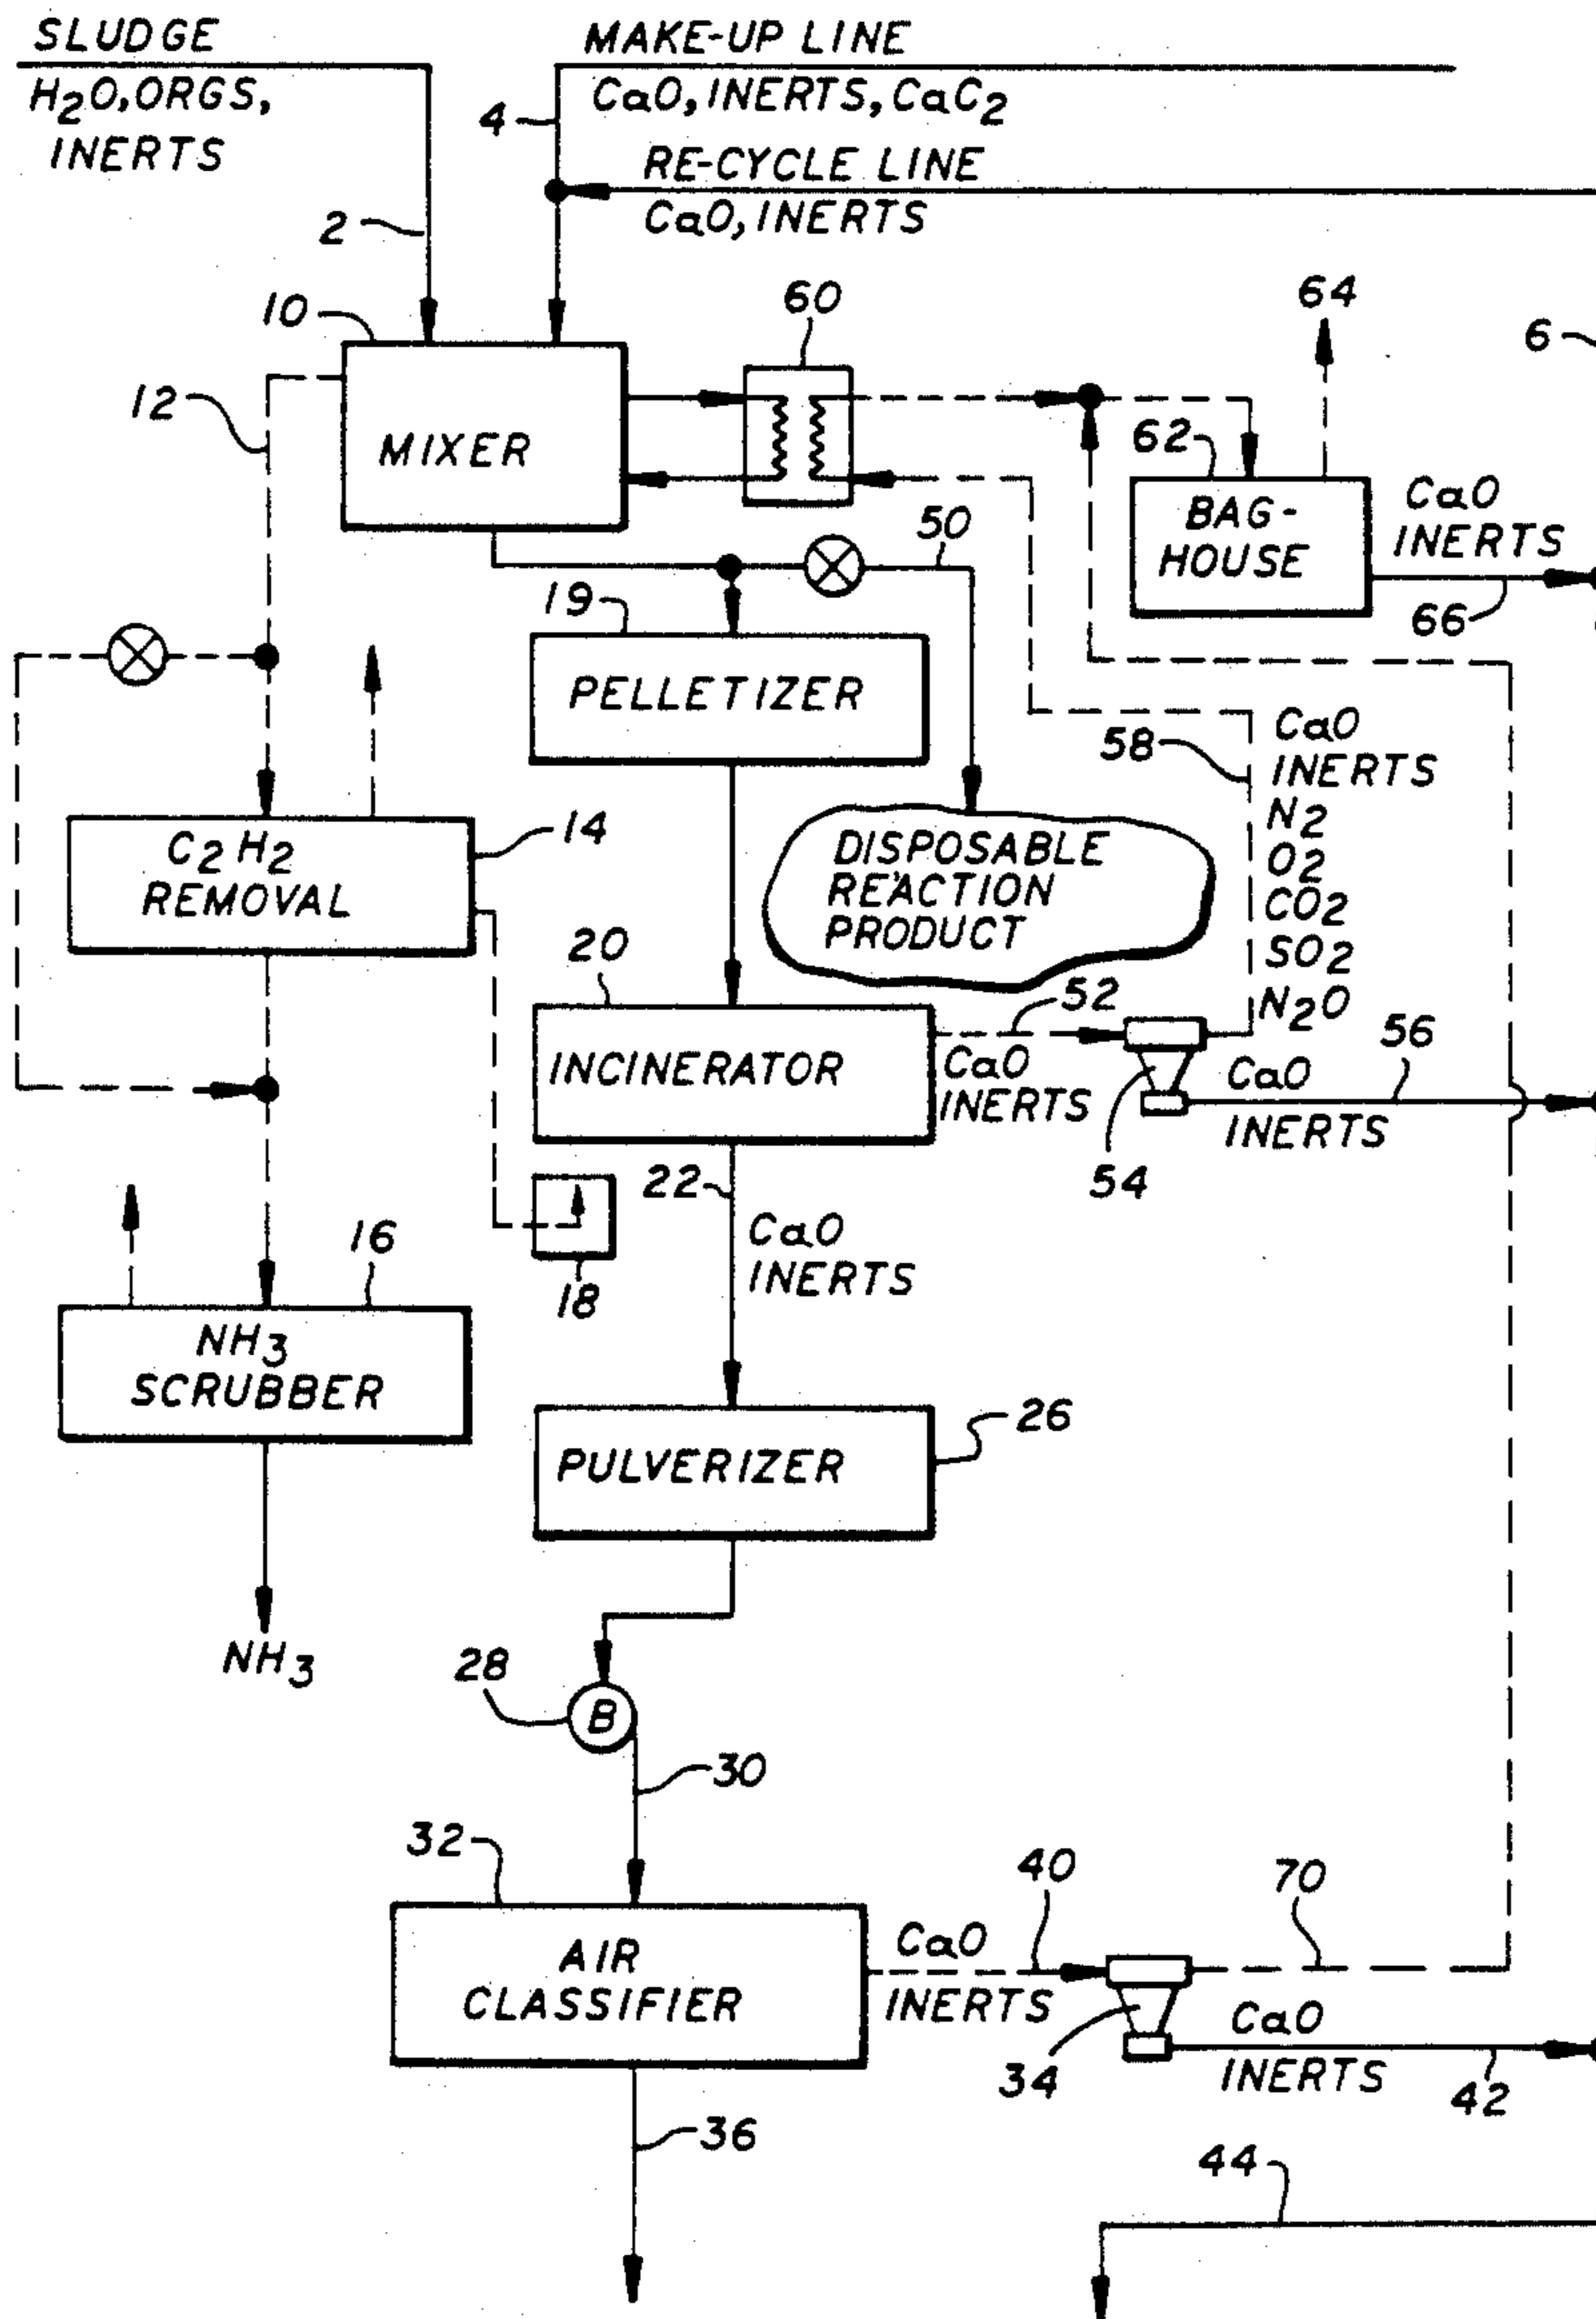 SLUDGE
H2O, ORGS,
INERTS
2
MAKE-UP LINE
CaO, INERTS, CaC2
4
RE-CYCLE LINE
CaO, INERTS
6
10
MIXER
12
60
64
62
BAG-
HOUSE
CaO
INERTS
66
50
19
PELLETIZER
58
CaO
INERTS
N2
O2
CO2
SO2
N2O
C2H2
REMOVAL
14
DISPOSABLE
REACTION
PRODUCT
20
INCINERATOR
52
CaO
INERTS
54
CaO
INERTS
56
18
22
CaO
INERTS
16
NH3
SCRUBBER
NH3
PULVERIZER
26
28
B
30
32
AIR
CLASSIFIER
CaO
INERTS
40
34
70
CaO
INERTS
42
36
44